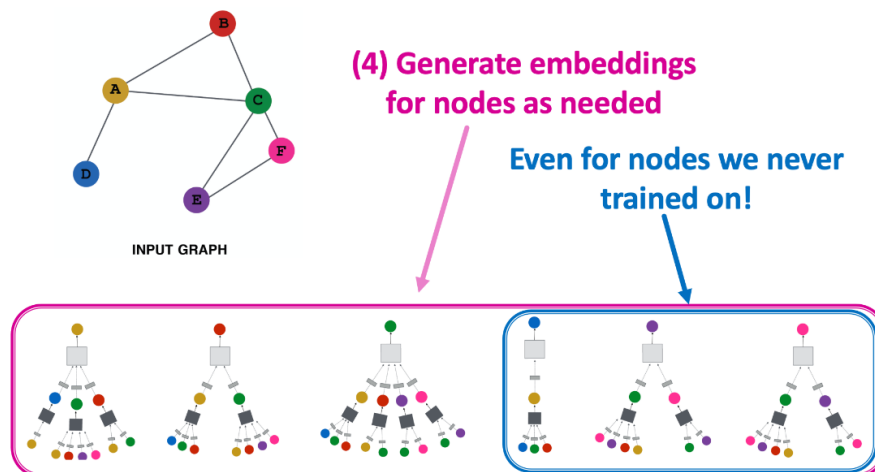 B
(4) Generate embeddings
for nodes as needed
A
C
F
Even for nodes we never
trained on!
D
E
INPUT GRAPH